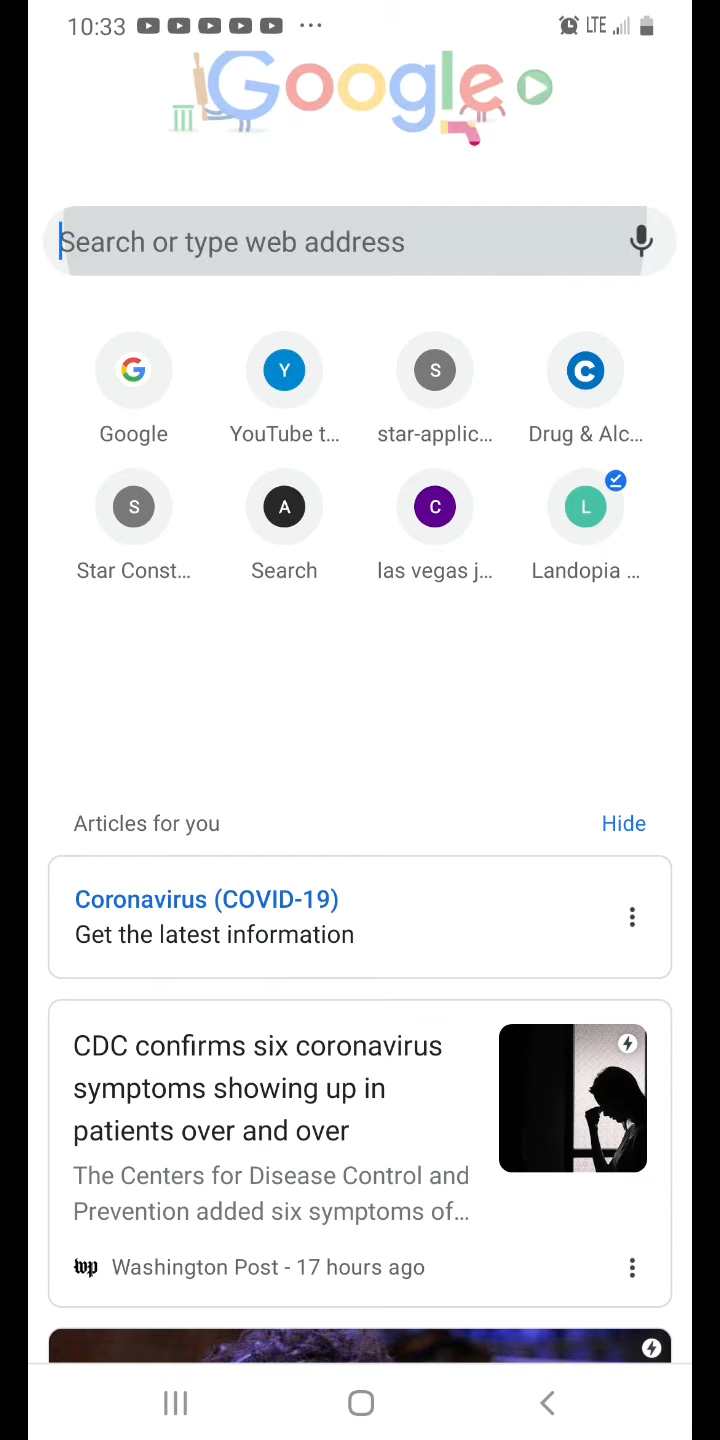 10:33 LTE
Google
Search or type web address
G Y S C
Google YouTube t... star-applic... Drug & Alc...
S A C L
Star Const... Search las vegas j... Landopia ...
Articles for you Hide
Coronavirus (COVID-19)
Get the latest information
CDC confirms six coronavirus
symptoms showing up in
patients over and over
The Centers for Disease Control and
Prevention added six symptoms of...
wp Washington Post - 17 hours ago